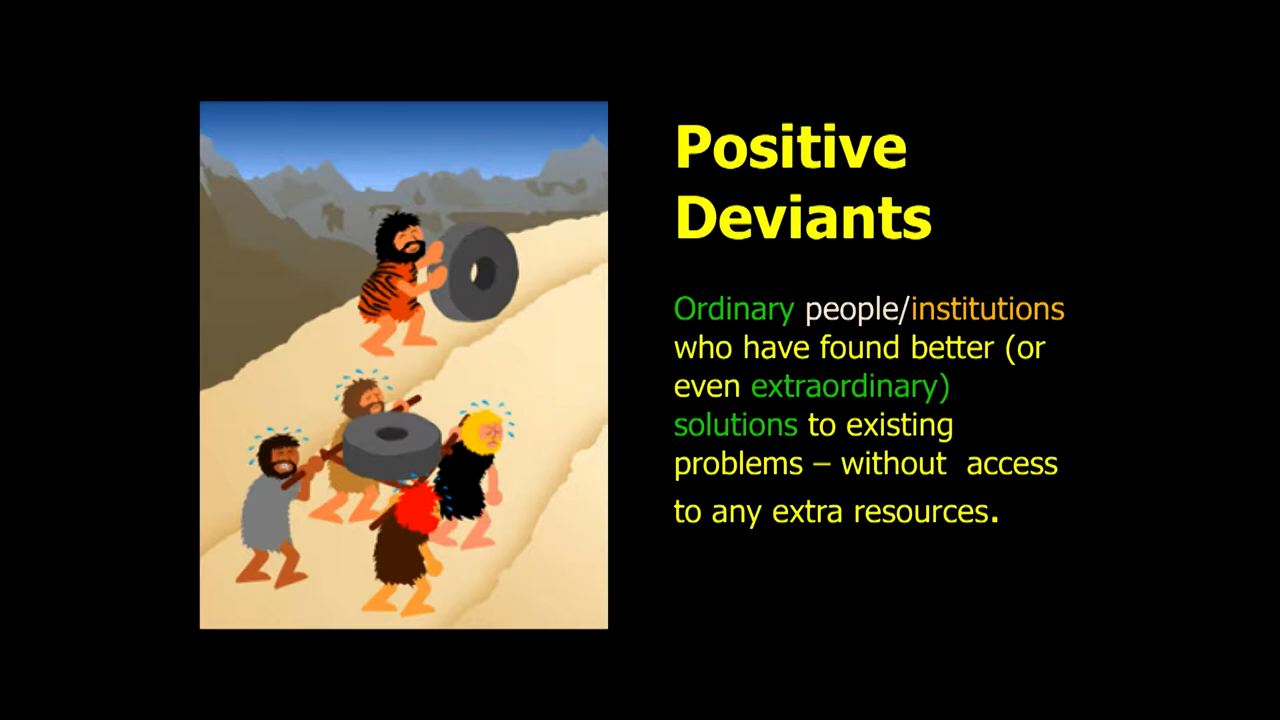 Positive
Deviants
Ordinary people/institutions
who have found better (or
even extraordinary)
solutions to existing
problems – without  access
to any extra resources.